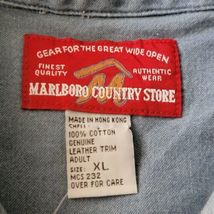 GEAR FOR THE GREAT WIDE OPEN
FINEST QUALITY
AUTHENTIC WEAR
MARLBORO COUNTRY STORE
MADE IN HONG KONG
SHELL:
100% COTTON
GENUINE
LEATHER TRIM
ADULT
SIZE: XL
MCS 232
OVER FOR CARE